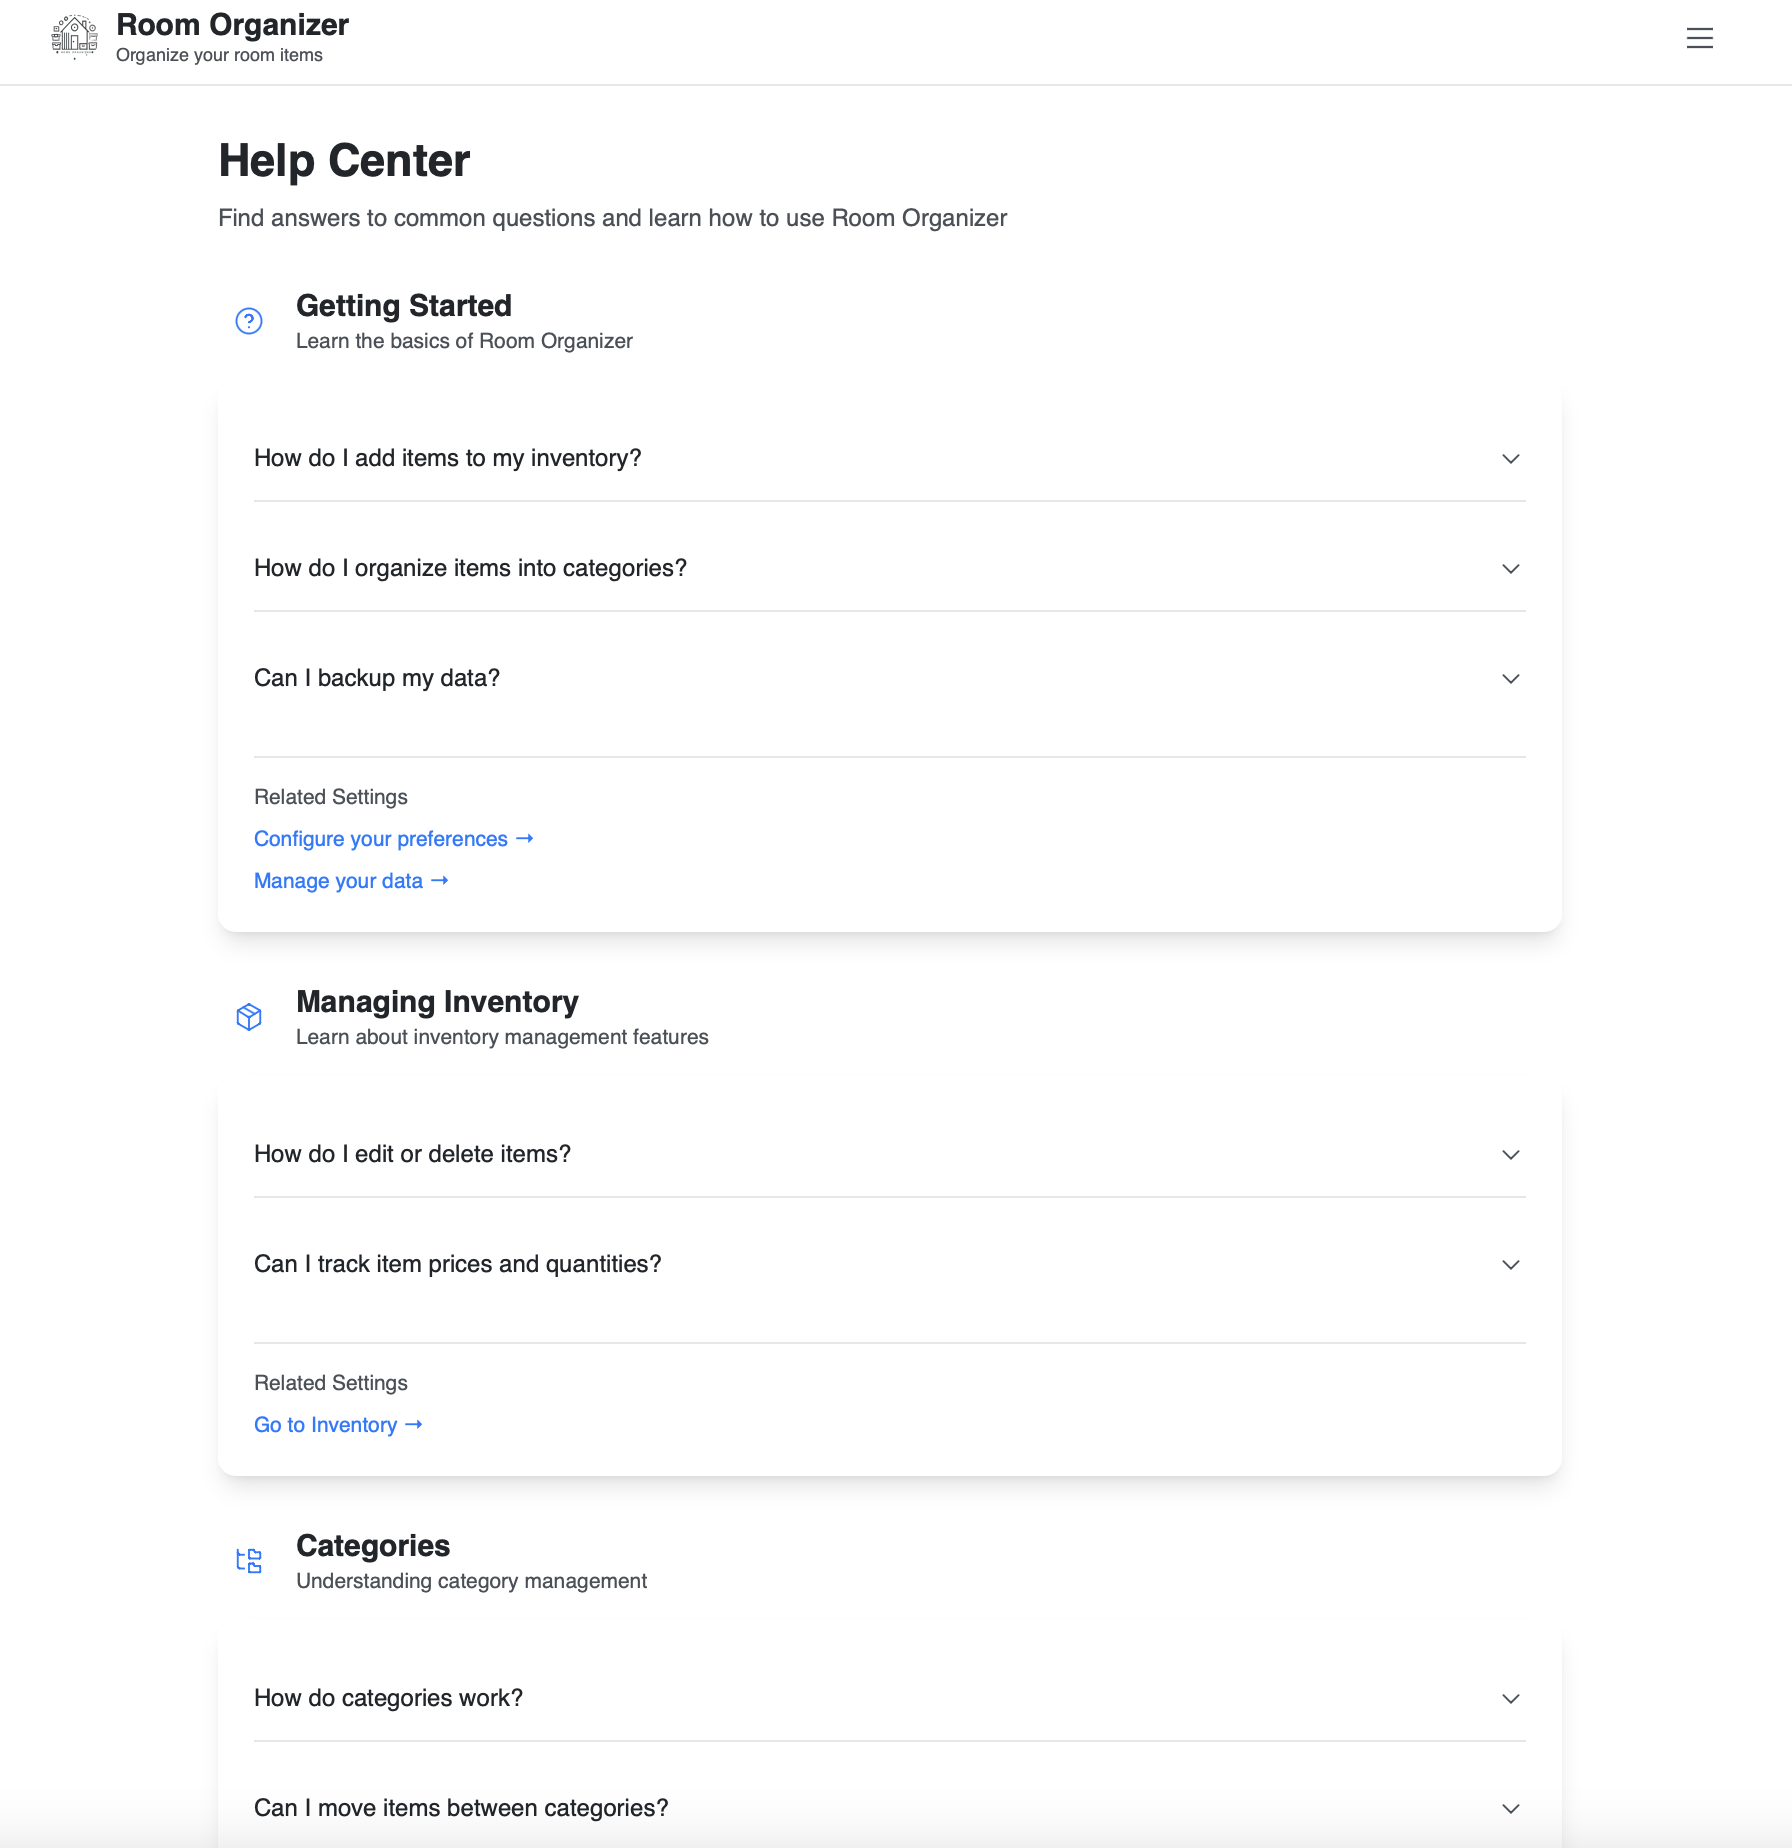 Room Organizer
Organize your room items
Help Center
Find answers to common questions and learn how to use Room Organizer
Getting Started
Learn the basics of Room Organizer
How do I add items to my inventory?
How do I organize items into categories?
Can I backup my data?
Related Settings
Configure your preferences →
Manage your data →
Managing Inventory
Learn about inventory management features
How do I edit or delete items?
Can I track item prices and quantities?
Related Settings
Go to Inventory →
Categories
Understanding category management
How do categories work?
Can I move items between categories?